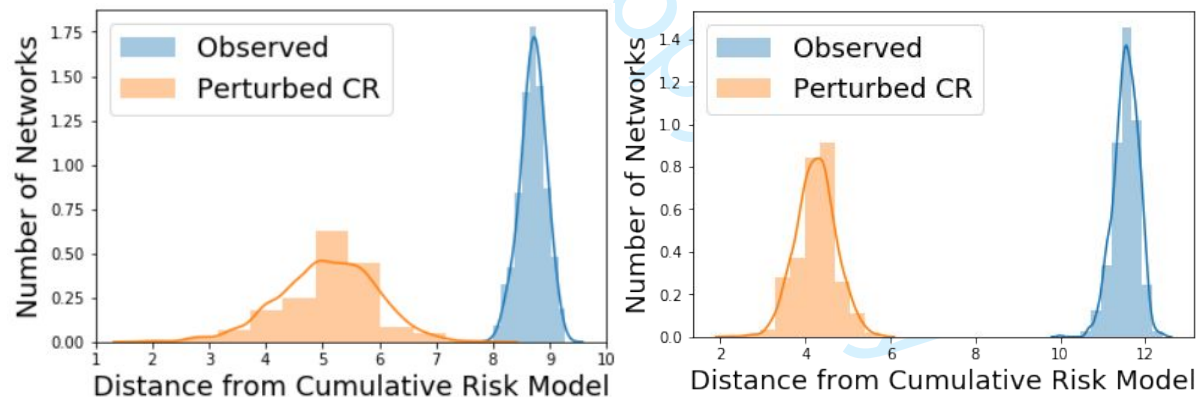 Number of Networks
1.75
1.50
1.25
1.00
0.75
0.50
0.25
0.00
Observed
Perturbed CR
1 2 3 4 5 6 7 8 9 10
Distance from Cumulative Risk Model
Number of Networks
1.4
1.2
1.0
0.8
0.6
0.4
0.2
0.0
Observed
Perturbed CR
2 4 6 8 10 12
Distance from Cumulative Risk Model